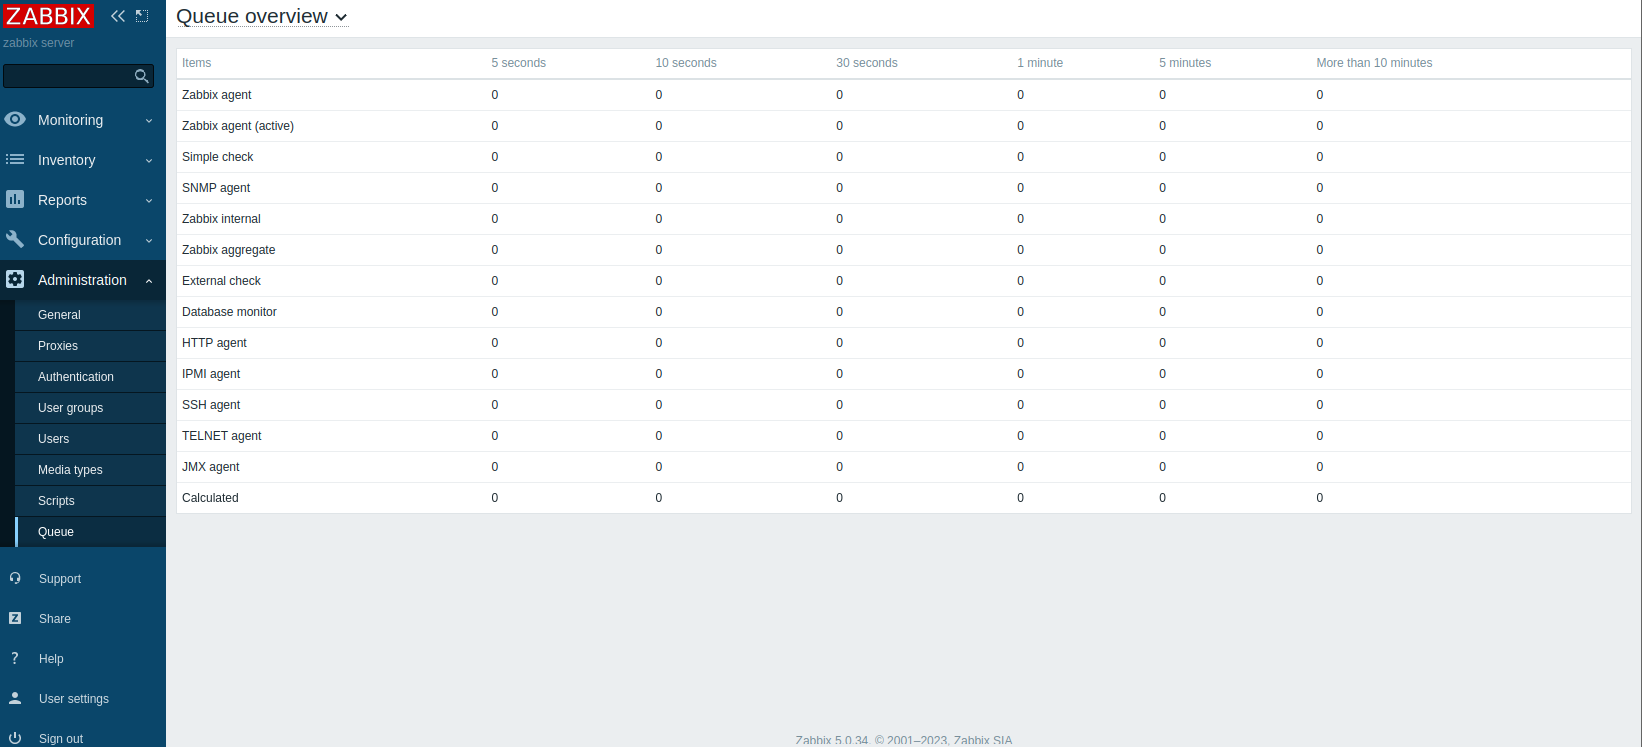 ZABBIX
zabbix server
Monitoring
Inventory
Reports
Configuration
Administration
General
Proxies
Authentication
User groups
Users
Media types
Scripts
Queue
Support
Share
Help
User settings
Sign out
Queue overview
Items 5 seconds 10 seconds 30 seconds 1 minute 5 minutes More than 10 minutes
Zabbix agent 0 0 0 0 0 0
Zabbix agent (active) 0 0 0 0 0 0
Simple check 0 0 0 0 0 0
SNMP agent 0 0 0 0 0 0
Zabbix internal 0 0 0 0 0 0
Zabbix aggregate 0 0 0 0 0 0
External check 0 0 0 0 0 0
Database monitor 0 0 0 0 0 0
HTTP agent 0 0 0 0 0 0
IPMI agent 0 0 0 0 0 0
SSH agent 0 0 0 0 0 0
TELNET agent 0 0 0 0 0 0
JMX agent 0 0 0 0 0 0
Calculated 0 0 0 0 0 0
Zabbix 5.0.34. © 2001–2023, Zabbix SIA